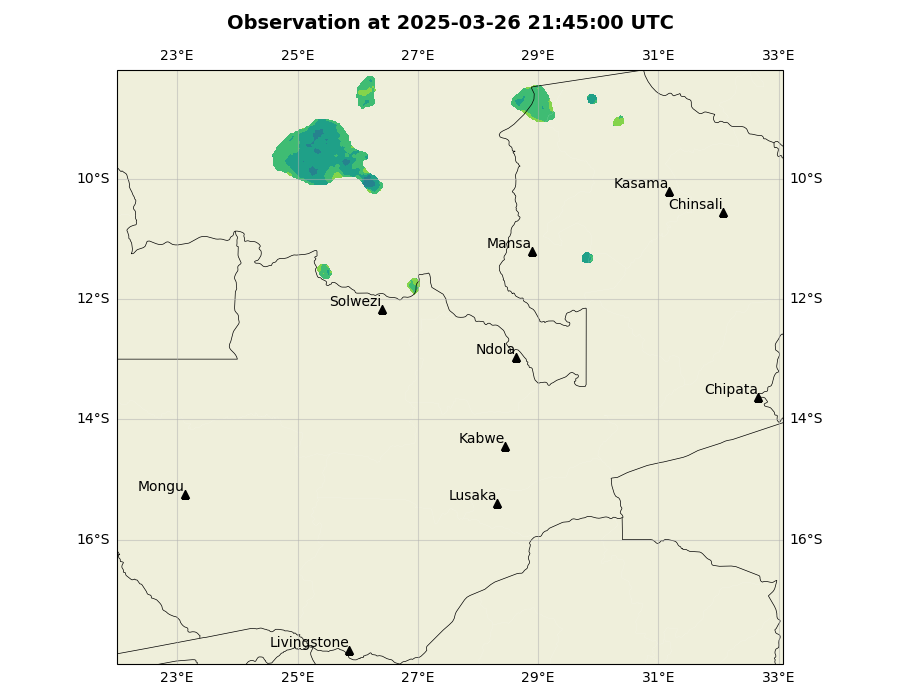 Observation at 2025-03-26 21:45:00 UTC
23°E 25°E 27°E 29°E 31°E 33°E
10°S 10°S
Kasama
Chinsali
Mansa
12°S 12°S
Solwezi
Ndola
Chipata
14°S 14°S
Kabwe
Mongu
Lusaka
16°S 16°S
Livingstone
23°E 25°E 27°E 29°E 31°E 33°E